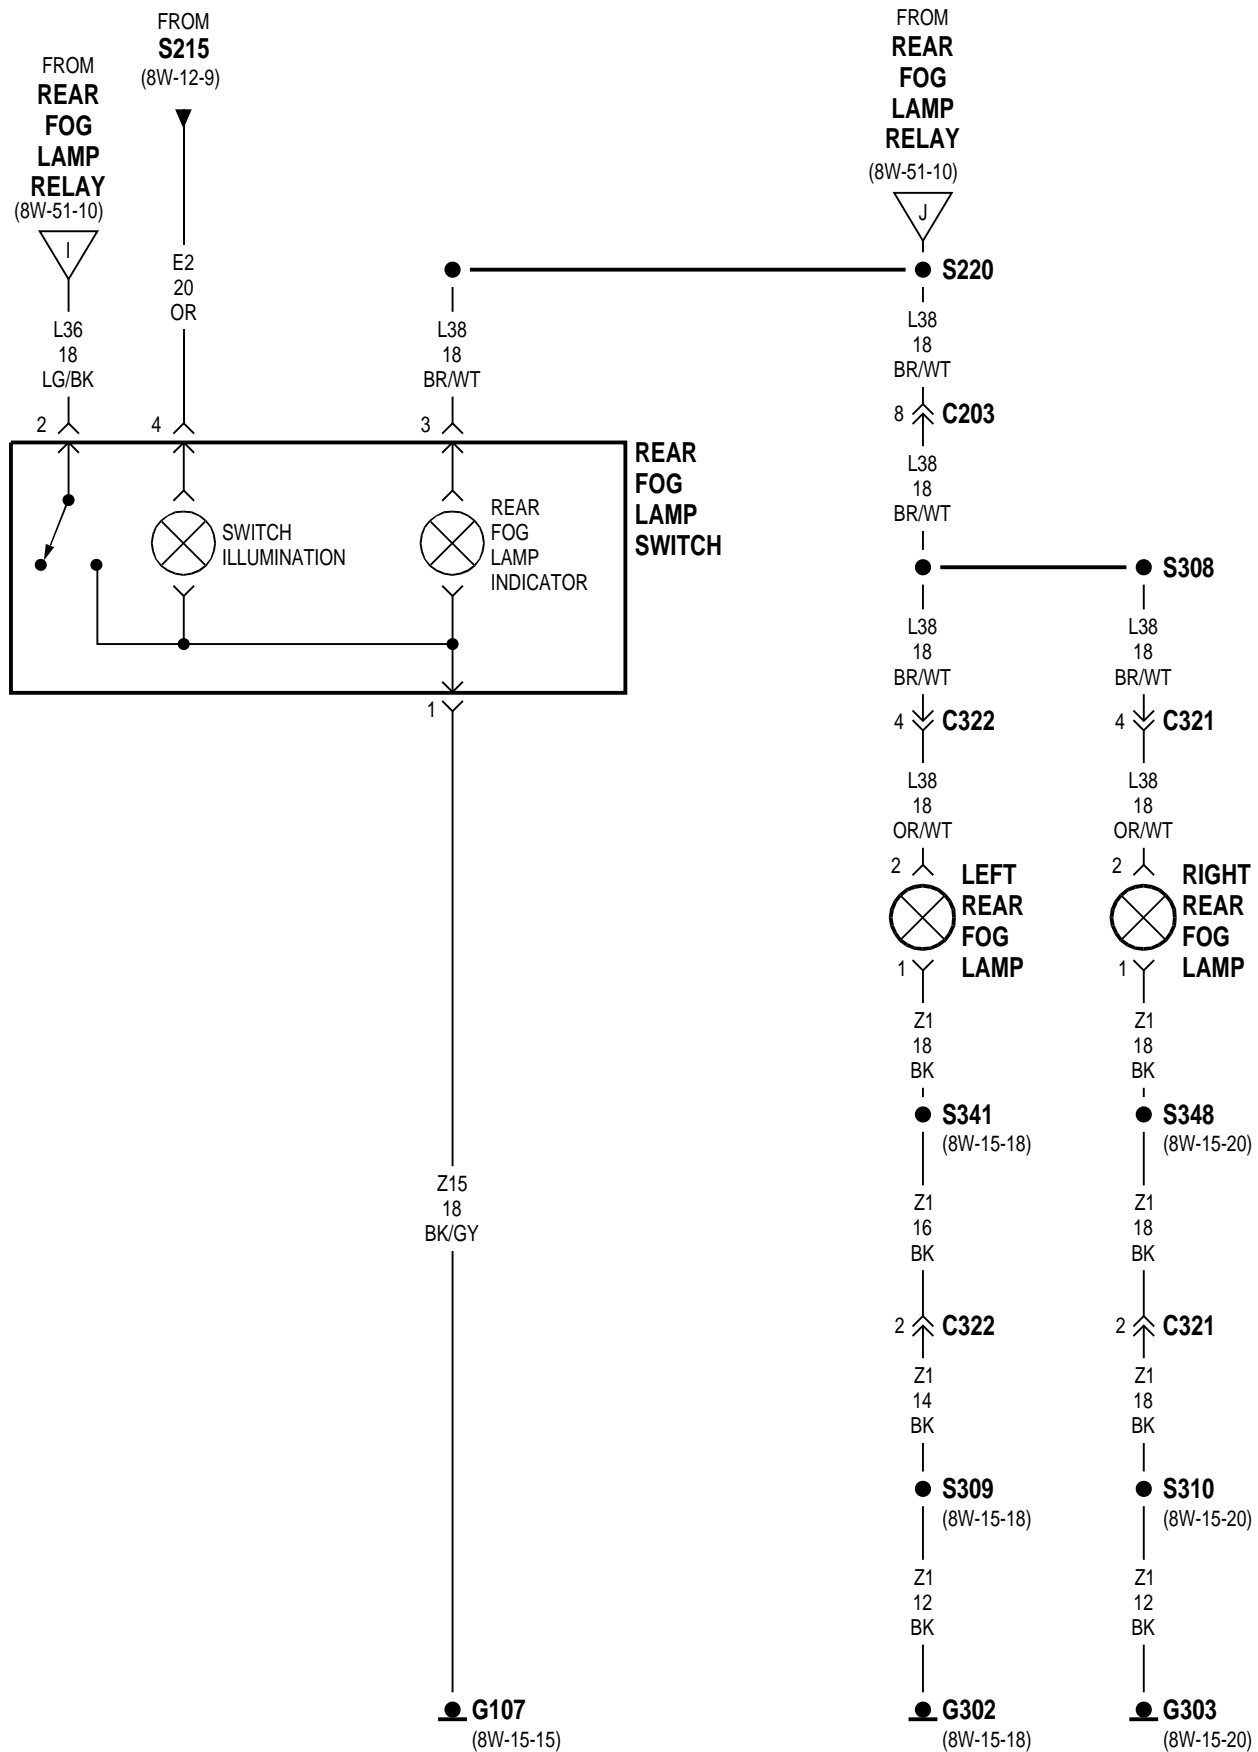 FROM
S215
(8W-12-9)
FROM
REAR
FOG
LAMP
RELAY
(8W-51-10)
I
FROM
REAR
FOG
LAMP
RELAY
(8W-51-10)
J
S220
E2
20
OR
L36
18
LG/BK
L38
18
BR/WT
L38
18
BR/WT
2
4
3
8
C203
REAR
FOG
LAMP
SWITCH
SWITCH
ILLUMINATION
REAR
FOG
LAMP
INDICATOR
L38
18
BR/WT
S308
L38
18
BR/WT
L38
18
BR/WT
1
4
C322
4
C321
L38
18
OR/WT
L38
18
OR/WT
2
LEFT
REAR
FOG
LAMP
1
2
RIGHT
REAR
FOG
LAMP
1
Z1
18
BK
Z1
18
BK
S341
(8W-15-18)
S348
(8W-15-20)
Z15
18
BK/GY
Z1
16
BK
Z1
18
BK
2
C322
2
C321
Z1
14
BK
Z1
18
BK
S309
(8W-15-18)
S310
(8W-15-20)
Z1
12
BK
Z1
12
BK
G107
(8W-15-15)
G302
(8W-15-18)
G303
(8W-15-20)